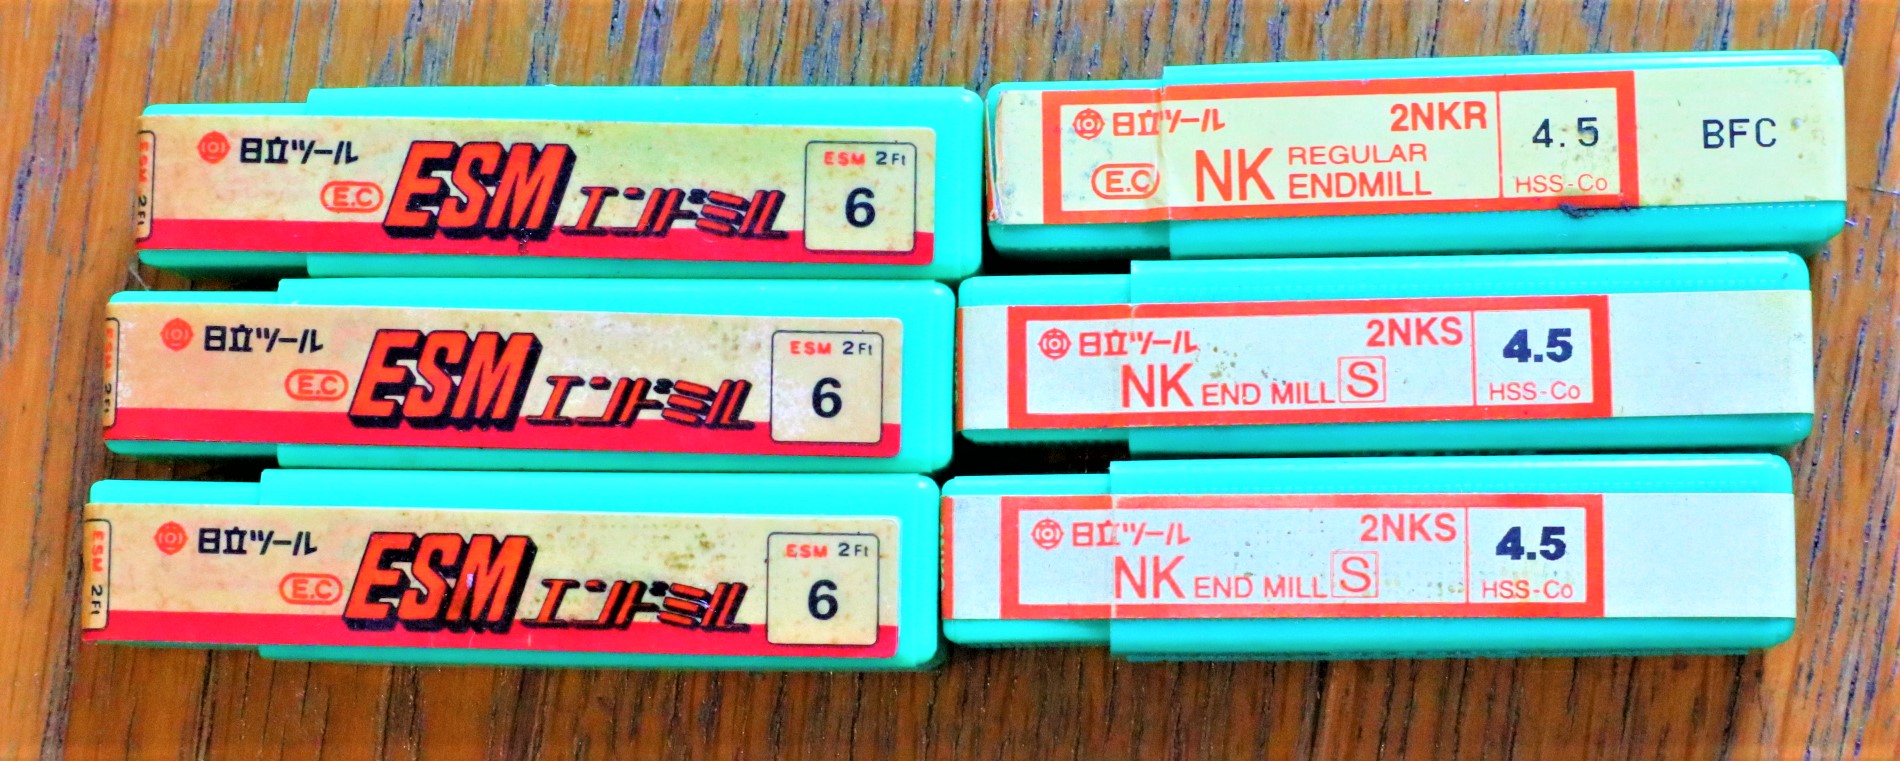 日立ツール
E.C
ESM エンドミル
ESM 2Ft
6
ESM 2Ft
日立ツール
E.C
ESM エンドミル
ESM 2Ft
6
ESM 2Ft
日立ツール
E.C
ESM エンドミル
ESM 2Ft
6
ESM 2Ft
日立ツール 2NKR
E.C NK REGULAR
ENDMILL
4.5
HSS-Co
BFC
日立ツール 2NKS
NK END MILL S
4.5
HSS-Co
日立ツール 2NKS
NK END MILL S
4.5
HSS-Co